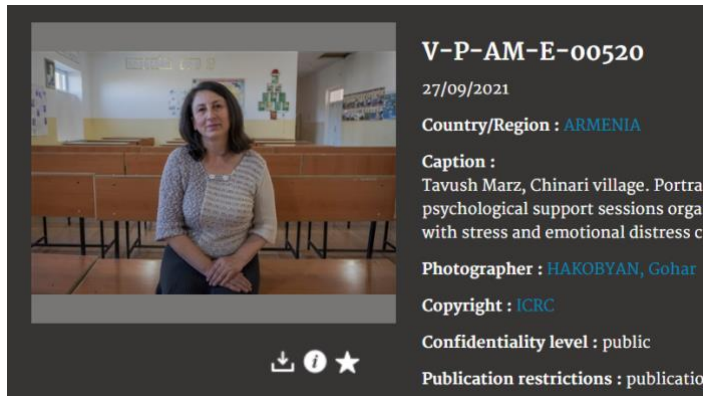 V-P-AM-E-00520
27/09/2021
Country/Region : ARMENIA
Caption :
Tavush Marz, Chinari village. Portra
psychological support sessions orga
with stress and emotional distress c
Photographer : HAKOBYAN, Gohar
Copyright : ICRC
Confidentiality level : public
Publication restrictions : publicatio